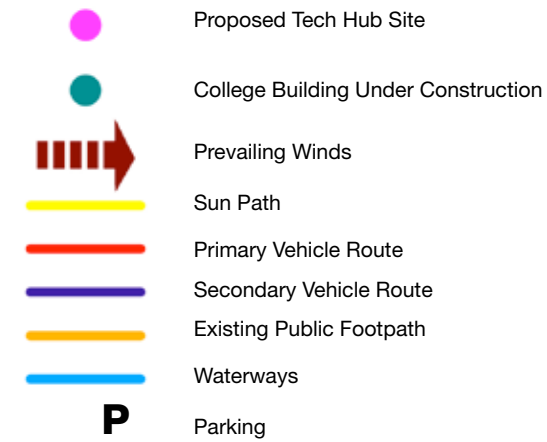 Proposed Tech Hub Site
College Building Under Construction
Prevailing Winds
Sun Path
Primary Vehicle Route
Secondary Vehicle Route
Existing Public Footpath
Waterways
P Parking